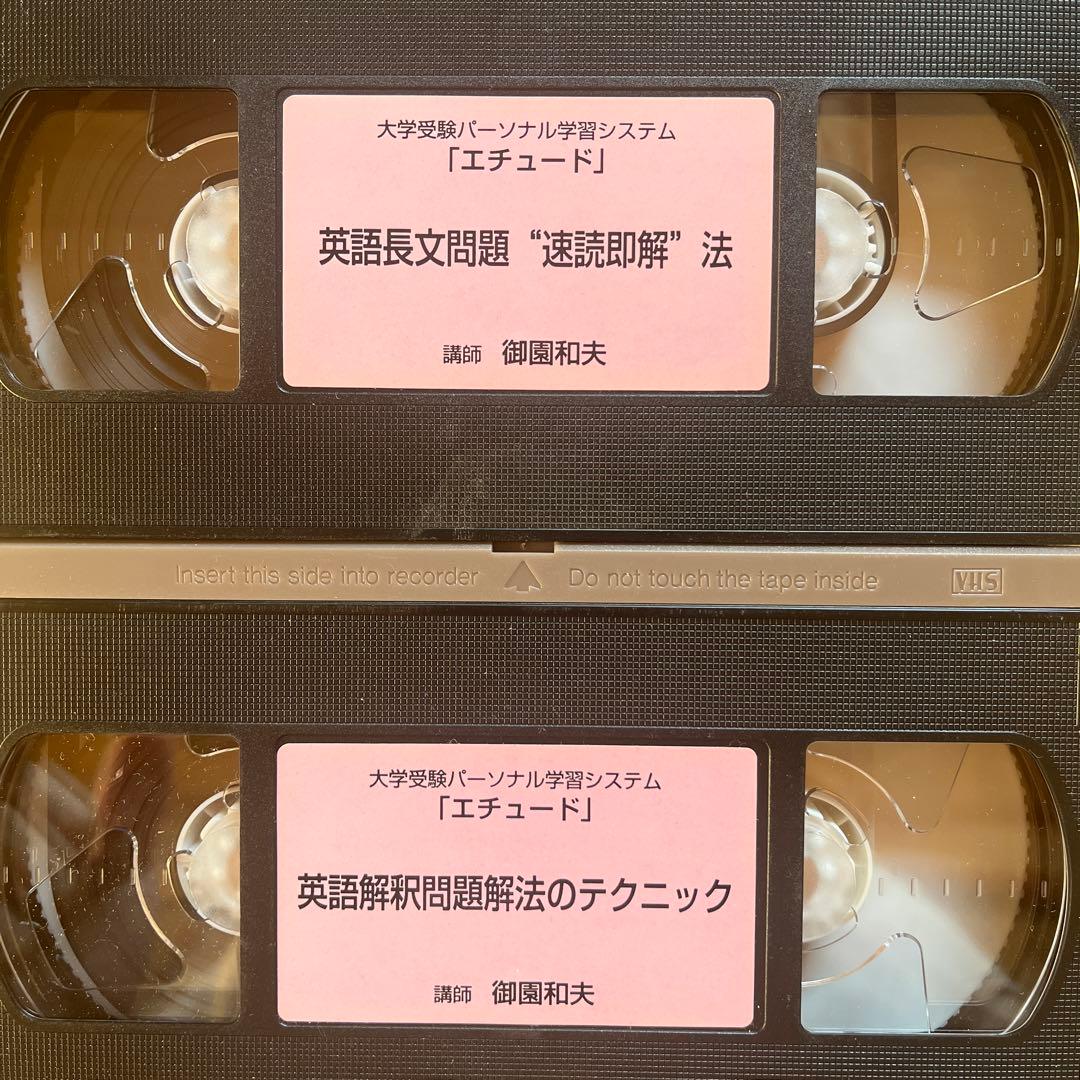 大学受験パーソナル学習システム
「エチュード」
英語長文問題“速読即解”法
講師 御園和夫
Insert this side into recorder Do not touch the tape inside VHS
大学受験パーソナル学習システム
「エチュード」
英語解釈問題解法のテクニック
講師 御園和夫